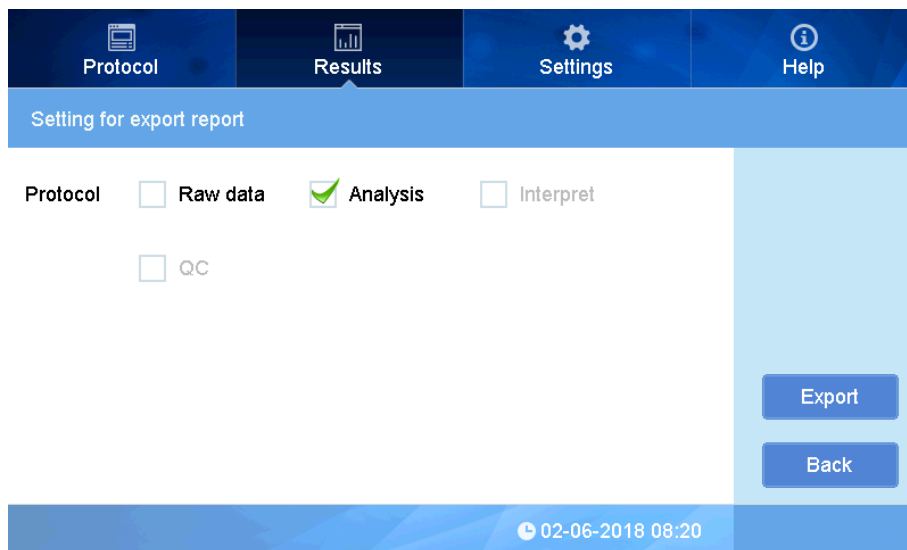 Protocol Results Settings Help
Setting for export report
Protocol Raw data Analysis Interpret
QC
Export
Back
02-06-2018 08:20